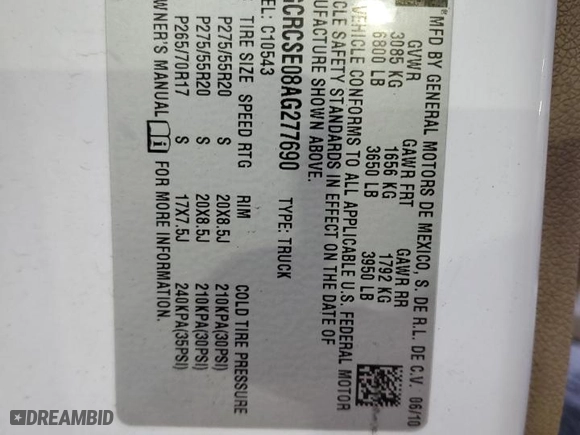 MFD BY GENERAL MOTORS DE MEXICO, S. DE R.L. DE C.V. 06/10
GVWR GAWR FRT GAWR RR
3085 KG 1656 KG 1792 KG
6800 LB 3650 LB 3950 LB
VEHICLE CONFORMS TO ALL APPLICABLE U.S. FEDERAL MOTOR
CLE SAFETY STANDARDS IN EFFECT ON THE DATE OF
UFACTURE SHOWN ABOVE.
GCRCSE08AG277690 TYPE: TRUCK
EL: C10543
TIRE SIZE SPEED RTG RIM COLD TIRE PRESSURE
P275/55R20 S 20X8.5J 210KPA(30PSI)
P275/55R20 S 20X8.5J 210KPA(30PSI)
P265/70R17 S 17X7.5J 240KPA(35PSI)
OWNER'S MANUAL FOR MORE INFORMATION.
DREAMBID